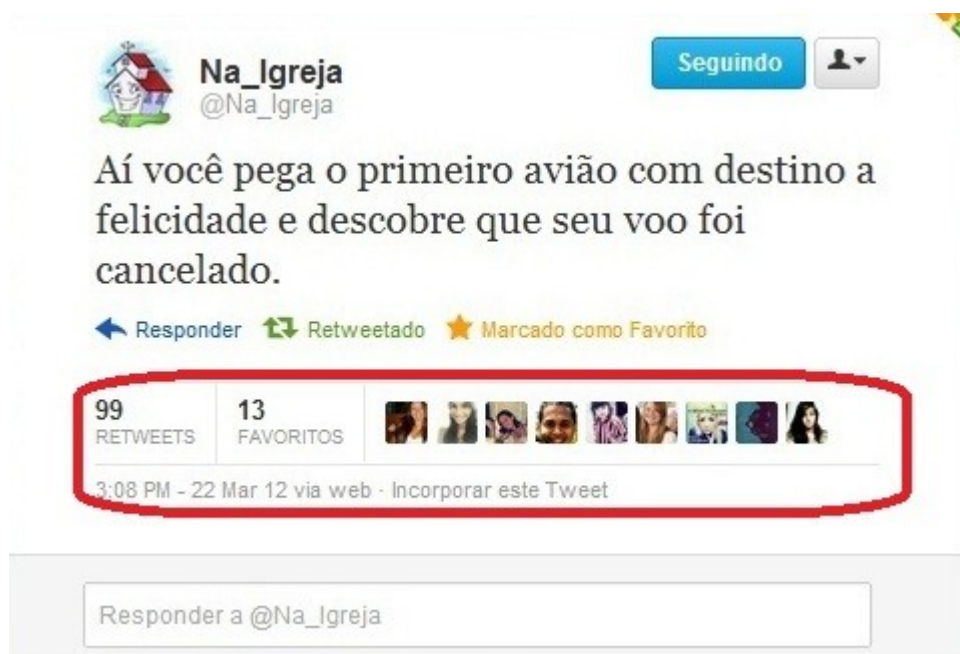 Na_Igreja
@Na_Igreja
Seguindo
Aí você pega o primeiro avião com destino a
felicidade e descobre que seu voo foi
cancelado.
Responder Retweetado Marcado como Favorito
99 13
RETWEETS FAVORITOS
3:08 PM - 22 Mar 12 via web · Incorporar este Tweet
Responder a @Na_Igreja